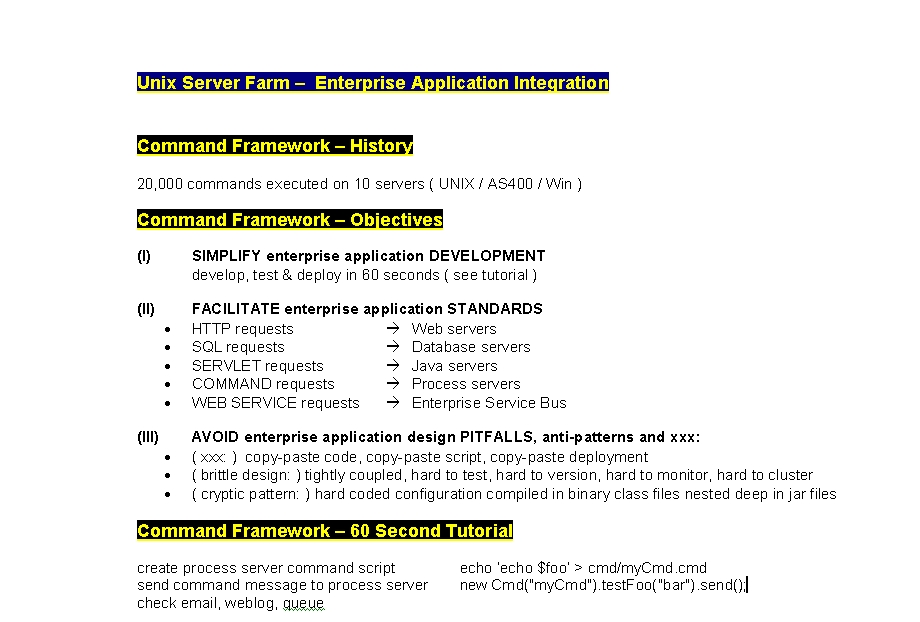 Unix Server Farm – Enterprise Application Integration
Command Framework – History
20,000 commands executed on 10 servers ( UNIX / AS400 / Win )
Command Framework – Objectives
(I) SIMPLIFY enterprise application DEVELOPMENT
develop, test & deploy in 60 seconds ( see tutorial )
(II) FACILITATE enterprise application STANDARDS
• HTTP requests → Web servers
• SQL requests → Database servers
• SERVLET requests → Java servers
• COMMAND requests → Process servers
• WEB SERVICE requests → Enterprise Service Bus
(III) AVOID enterprise application design PITFALLS, anti-patterns and xxx:
• ( xxx: ) copy-paste code, copy-paste script, copy-paste deployment
• ( brittle design: ) tightly coupled, hard to test, hard to version, hard to monitor, hard to cluster
• ( cryptic pattern: ) hard coded configuration compiled in binary class files nested deep in jar files
Command Framework – 60 Second Tutorial
create process server command script echo 'echo $foo' > cmd/myCmd.cmd
send command message to process server new Cmd("myCmd").testFoo("bar").send();
check email, weblog, queue